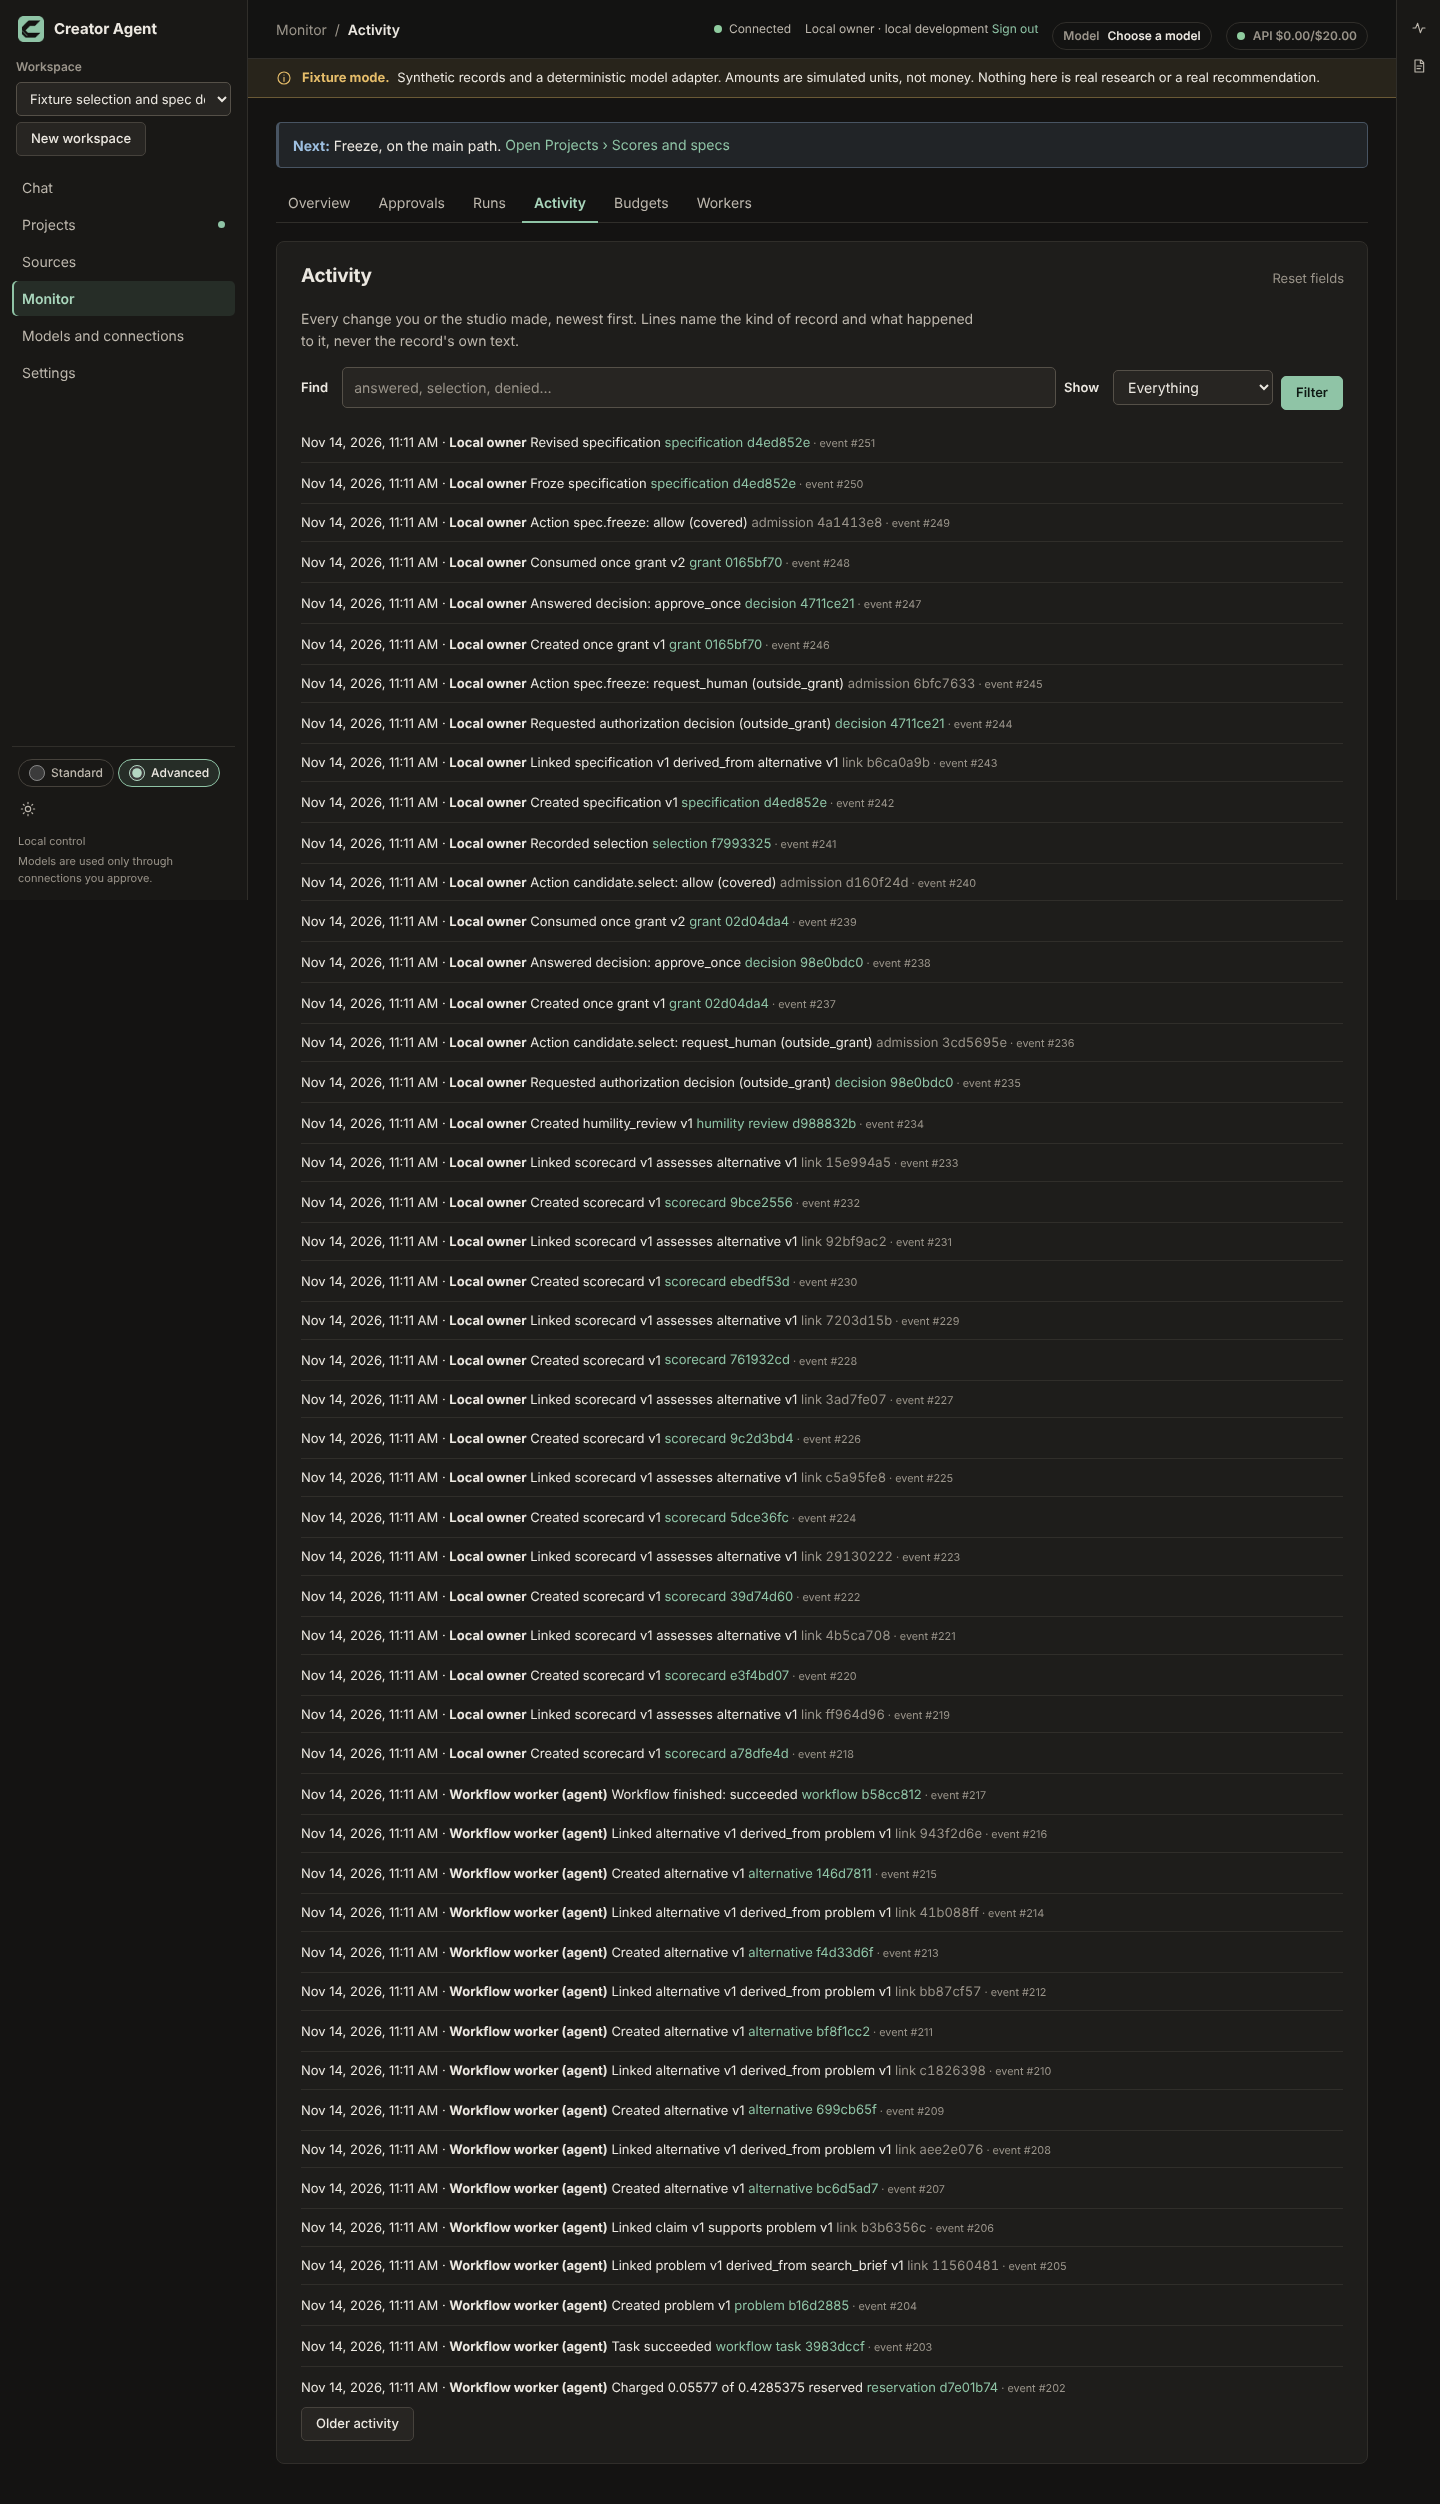 Creator Agent
Workspace
Fixture selection and spec de
New workspace
Chat
Projects
Sources
Monitor
Models and connections
Settings
Standard
Advanced
Local control
Models are used only through
connections you approve.
Monitor / Activity
Connected
Local owner · local development Sign out
Model Choose a model
API $0.00/$20.00
Fixture mode. Synthetic records and a deterministic model adapter. Amounts are simulated units, not money. Nothing here is real research or a real recommendation.
Next: Freeze, on the main path. Open Projects › Scores and specs
Overview
Approvals
Runs
Activity
Budgets
Workers
Activity
Reset fields
Every change you or the studio made, newest first. Lines name the kind of record and what happened
to it, never the record's own text.
Find
answered, selection, denied...
Show
Everything
Filter
Nov 14, 2026, 11:11 AM · Local owner Revised specification specification d4ed852e · event #251
Nov 14, 2026, 11:11 AM · Local owner Froze specification specification d4ed852e · event #250
Nov 14, 2026, 11:11 AM · Local owner Action spec.freeze: allow (covered) admission 4a1413e8 · event #249
Nov 14, 2026, 11:11 AM · Local owner Consumed once grant v2 grant 0165bf70 · event #248
Nov 14, 2026, 11:11 AM · Local owner Answered decision: approve_once decision 4711ce21 · event #247
Nov 14, 2026, 11:11 AM · Local owner Created once grant v1 grant 0165bf70 · event #246
Nov 14, 2026, 11:11 AM · Local owner Action spec.freeze: request_human (outside_grant) admission 6bfc7633 · event #245
Nov 14, 2026, 11:11 AM · Local owner Requested authorization decision (outside_grant) decision 4711ce21 · event #244
Nov 14, 2026, 11:11 AM · Local owner Linked specification v1 derived_from alternative v1 link b6ca0a9b · event #243
Nov 14, 2026, 11:11 AM · Local owner Created specification v1 specification d4ed852e · event #242
Nov 14, 2026, 11:11 AM · Local owner Recorded selection selection f7993325 · event #241
Nov 14, 2026, 11:11 AM · Local owner Action candidate.select: allow (covered) admission d160f24d · event #240
Nov 14, 2026, 11:11 AM · Local owner Consumed once grant v2 grant 02d04da4 · event #239
Nov 14, 2026, 11:11 AM · Local owner Answered decision: approve_once decision 98e0bdc0 · event #238
Nov 14, 2026, 11:11 AM · Local owner Created once grant v1 grant 02d04da4 · event #237
Nov 14, 2026, 11:11 AM · Local owner Action candidate.select: request_human (outside_grant) admission 3cd5695e · event #236
Nov 14, 2026, 11:11 AM · Local owner Requested authorization decision (outside_grant) decision 98e0bdc0 · event #235
Nov 14, 2026, 11:11 AM · Local owner Created humility_review v1 humility review d988832b · event #234
Nov 14, 2026, 11:11 AM · Local owner Linked scorecard v1 assesses alternative v1 link 15e994a5 · event #233
Nov 14, 2026, 11:11 AM · Local owner Created scorecard v1 scorecard 9bce2556 · event #232
Nov 14, 2026, 11:11 AM · Local owner Linked scorecard v1 assesses alternative v1 link 92bf9ac2 · event #231
Nov 14, 2026, 11:11 AM · Local owner Created scorecard v1 scorecard ebedf53d · event #230
Nov 14, 2026, 11:11 AM · Local owner Linked scorecard v1 assesses alternative v1 link 7203d15b · event #229
Nov 14, 2026, 11:11 AM · Local owner Created scorecard v1 scorecard 761932cd · event #228
Nov 14, 2026, 11:11 AM · Local owner Linked scorecard v1 assesses alternative v1 link 3ad7fe07 · event #227
Nov 14, 2026, 11:11 AM · Local owner Created scorecard v1 scorecard 9c2d3bd4 · event #226
Nov 14, 2026, 11:11 AM · Local owner Linked scorecard v1 assesses alternative v1 link c5a95fe8 · event #225
Nov 14, 2026, 11:11 AM · Local owner Created scorecard v1 scorecard 5dce36fc · event #224
Nov 14, 2026, 11:11 AM · Local owner Linked scorecard v1 assesses alternative v1 link 29130222 · event #223
Nov 14, 2026, 11:11 AM · Local owner Created scorecard v1 scorecard 39d74d60 · event #222
Nov 14, 2026, 11:11 AM · Local owner Linked scorecard v1 assesses alternative v1 link 4b5ca708 · event #221
Nov 14, 2026, 11:11 AM · Local owner Created scorecard v1 scorecard e3f4bd07 · event #220
Nov 14, 2026, 11:11 AM · Local owner Linked scorecard v1 assesses alternative v1 link ff964d96 · event #219
Nov 14, 2026, 11:11 AM · Local owner Created scorecard v1 scorecard a78dfe4d · event #218
Nov 14, 2026, 11:11 AM · Workflow worker (agent) Workflow finished: succeeded workflow b58cc812 · event #217
Nov 14, 2026, 11:11 AM · Workflow worker (agent) Linked alternative v1 derived_from problem v1 link 943f2d6e · event #216
Nov 14, 2026, 11:11 AM · Workflow worker (agent) Created alternative v1 alternative 146d7811 · event #215
Nov 14, 2026, 11:11 AM · Workflow worker (agent) Linked alternative v1 derived_from problem v1 link 41b088ff · event #214
Nov 14, 2026, 11:11 AM · Workflow worker (agent) Created alternative v1 alternative f4d33d6f · event #213
Nov 14, 2026, 11:11 AM · Workflow worker (agent) Linked alternative v1 derived_from problem v1 link bb87cf57 · event #212
Nov 14, 2026, 11:11 AM · Workflow worker (agent) Created alternative v1 alternative bf8f1cc2 · event #211
Nov 14, 2026, 11:11 AM · Workflow worker (agent) Linked alternative v1 derived_from problem v1 link c1826398 · event #210
Nov 14, 2026, 11:11 AM · Workflow worker (agent) Created alternative v1 alternative 699cb65f · event #209
Nov 14, 2026, 11:11 AM · Workflow worker (agent) Linked alternative v1 derived_from problem v1 link aee2e076 · event #208
Nov 14, 2026, 11:11 AM · Workflow worker (agent) Created alternative v1 alternative bc6d5ad7 · event #207
Nov 14, 2026, 11:11 AM · Workflow worker (agent) Linked claim v1 supports problem v1 link b3b6356c · event #206
Nov 14, 2026, 11:11 AM · Workflow worker (agent) Linked problem v1 derived_from search_brief v1 link 11560481 · event #205
Nov 14, 2026, 11:11 AM · Workflow worker (agent) Created problem v1 problem b16d2885 · event #204
Nov 14, 2026, 11:11 AM · Workflow worker (agent) Task succeeded workflow task 3983dccf · event #203
Nov 14, 2026, 11:11 AM · Workflow worker (agent) Charged 0.05577 of 0.4285375 reserved reservation d7e01b74 · event #202
Older activity